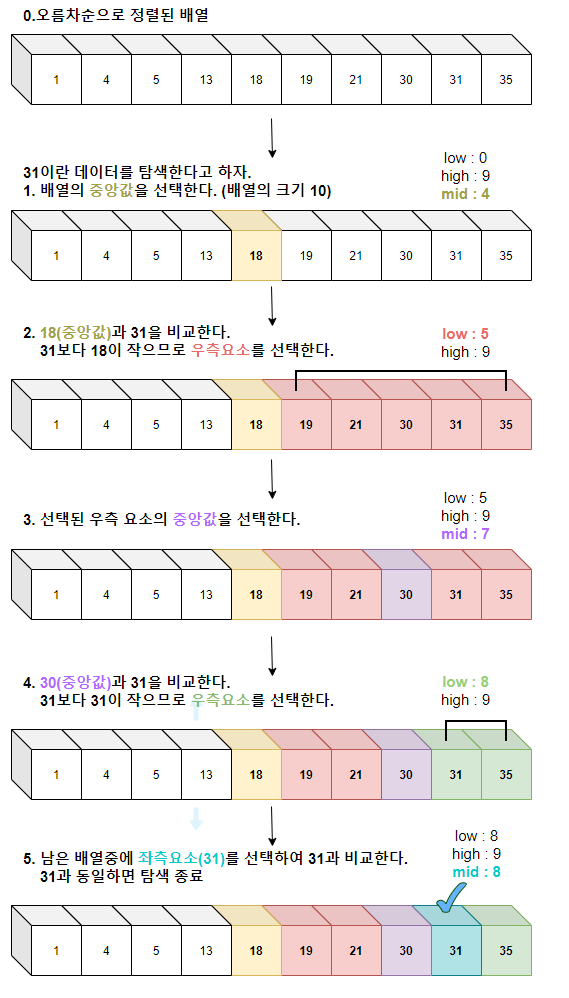 0.오름차순으로 정렬된 배열
1 4 5 13 18 19 21 30 31 35
31이란 데이터를 탐색한다고 하자.
1. 배열의 중앙값을 선택한다. (배열의 크기 10)
low : 0
high : 9
mid : 4
1 4 5 13 18 19 21 30 31 35
2. 18(중앙값)과 31을 비교한다.
31보다 18이 작으므로 우측요소를 선택한다.
low : 5
high : 9
1 4 5 13 18 19 21 30 31 35
3. 선택된 우측 요소의 중앙값을 선택한다.
low : 5
high : 9
mid : 7
1 4 5 13 18 19 21 30 31 35
4. 30(중앙값)과 31을 비교한다.
31보다 31이 작으므로 우측요소를 선택한다.
low : 8
high : 9
1 4 5 13 18 19 21 30 31 35
5. 남은 배열중에 좌측요소(31)를 선택하여 31과 비교한다.
31과 동일하면 탐색 종료
low : 8
high : 9
mid : 8
1 4 5 13 18 19 21 30 31 35